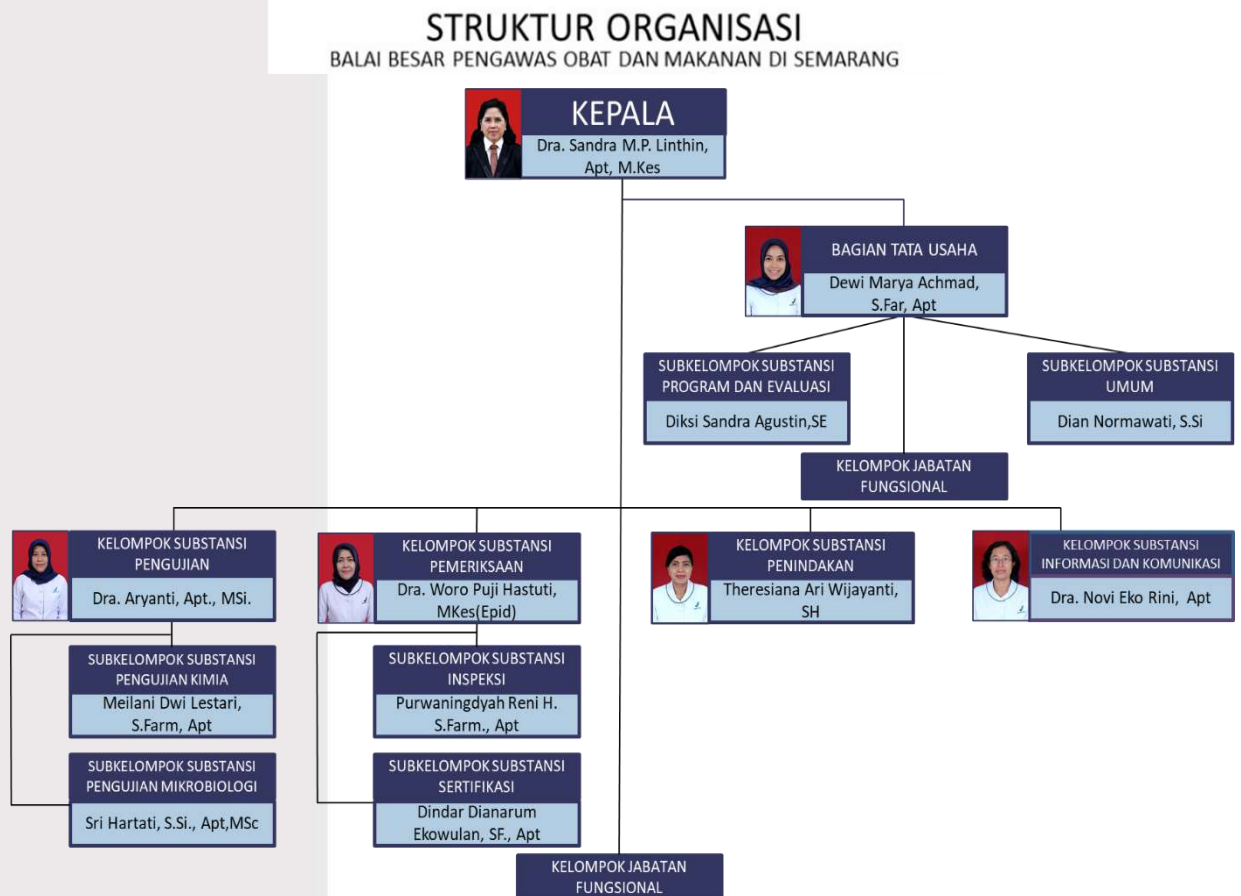 STRUKTUR ORGANISASI
BALAI BESAR PENGAWAS OBAT DAN MAKANAN DI SEMARANG
KEPALA
Dra. Sandra M.P. Linthin,
Apt, M.Kes
BAGIAN TATA USAHA
Dewi Marya Achmad,
S.Far, Apt
SUBKELOMPOK SUBSTANSI
PROGRAM DAN EVALUASI
Diksi Sandra Agustin,SE
SUBKELOMPOK SUBSTANSI
UMUM
Dian Normawati, S.Si
KELOMPOK JABATAN
FUNGSIONAL
KELOMPOK SUBSTANSI
PENGUJIAN
Dra. Aryanti, Apt., MSi.
KELOMPOK SUBSTANSI
PEMERIKSAAN
Dra. Woro Puji Hastuti,
MKes(Epid)
KELOMPOK SUBSTANSI
PENINDAKAN
Theresiana Ari Wijayanti,
SH
KELOMPOK SUBSTANSI
INFORMASI DAN KOMUNIKASI
Dra. Novi Eko Rini, Apt
SUBKELOMPOK SUBSTANSI
PENGUJIAN KIMIA
Meilani Dwi Lestari,
S.Farm, Apt
SUBKELOMPOK SUBSTANSI
INSPEKSI
Purwaningdyah Reni H.
S.Farm., Apt
SUBKELOMPOK SUBSTANSI
PENGUJIAN MIKROBIOLOGI
Sri Hartati, S.Si., Apt,MSc
SUBKELOMPOK SUBSTANSI
SERTIFIKASI
Dindar Dianarum
Ekowulan, SF., Apt
KELOMPOK JABATAN
FUNGSIONAL